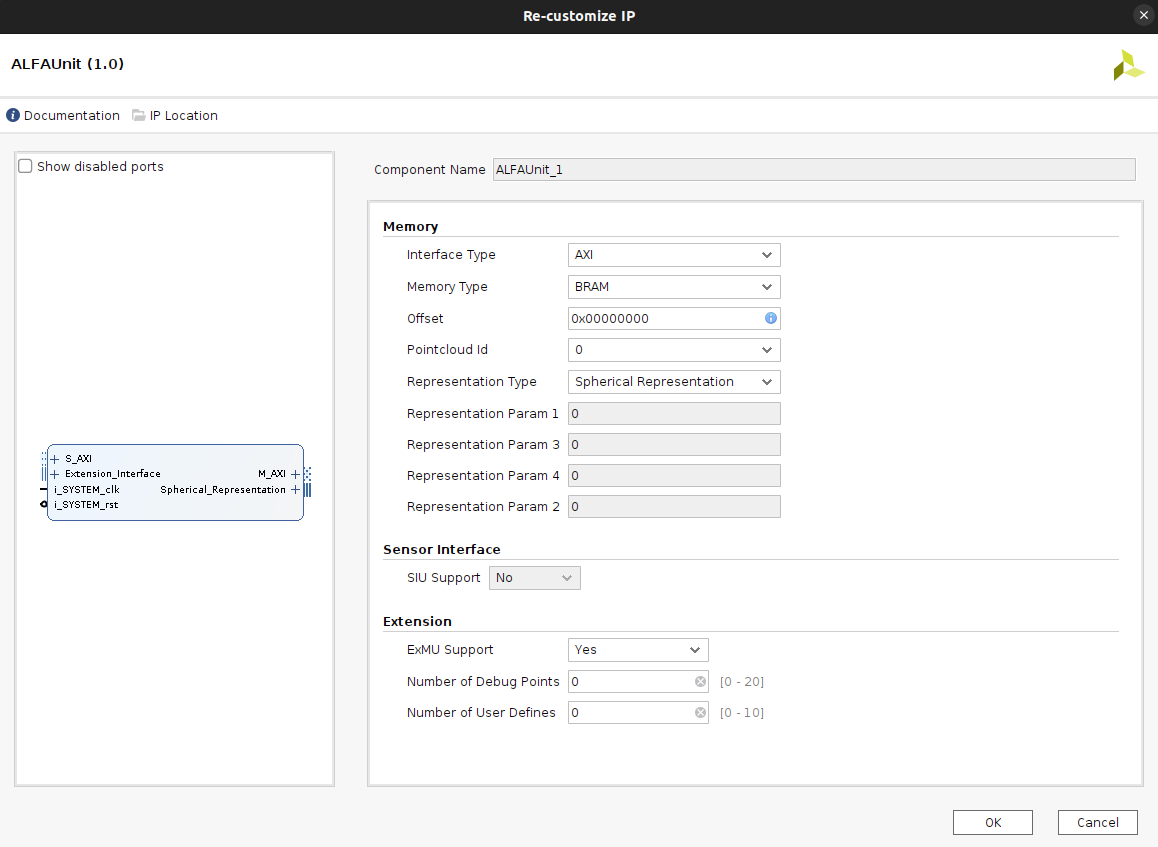 Re-customize IP
ALFAUnit (1.0)
Documentation IP Location
Show disabled ports
S_AXI
Extension_Interface M_AXI
i_SYSTEM_clk Spherical_Representation
i_SYSTEM_rst
Component Name ALFAUnit_1
Memory
Interface Type AXI
Memory Type BRAM
Offset 0x00000000
Pointcloud Id 0
Representation Type Spherical Representation
Representation Param 1 0
Representation Param 3 0
Representation Param 4 0
Representation Param 2 0
Sensor Interface
SIU Support No
Extension
ExMU Support Yes
Number of Debug Points 0 [0 - 20]
Number of User Defines 0 [0 - 10]
OK Cancel